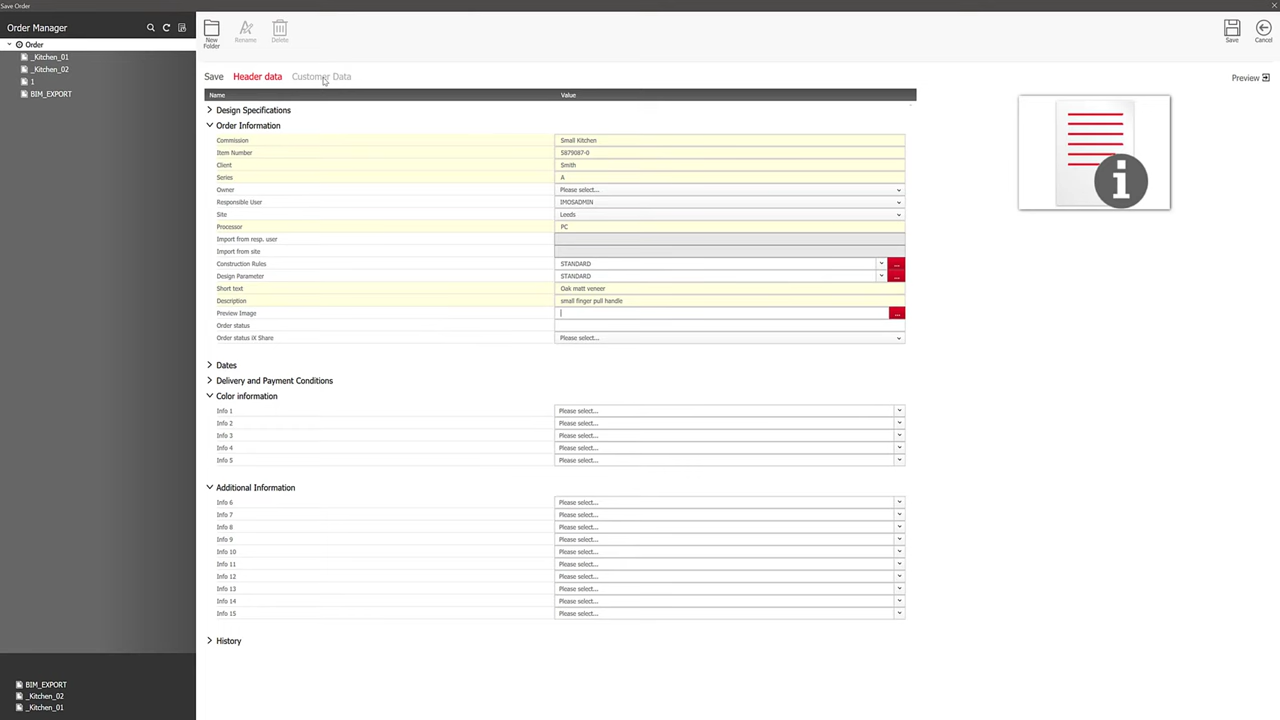 Save Order
Order Manager
Order
_Kitchen_01
_Kitchen_02
1
BIM_EXPORT
BIM_EXPORT
_Kitchen_02
_Kitchen_01
New Folder
Rename
Delete
Save
Cancel
Save Header data Customer Data
Preview
Name Value
Design Specifications
Order Information
Commission Small Kitchen
Item Number 5879087-0
Client Smith
Series A
Owner Please select...
Responsible User IMOSADMIN
Site Leeds
Processor PC
Import from resp. user
Import from site
Construction Rules STANDARD ...
Design Parameter STANDARD ...
Short text Oak matt veneer
Description small finger pull handle
Preview Image ...
Order status
Order status iX Share Please select...
Dates
Delivery and Payment Conditions
Color information
Info 1 Please select...
Info 2 Please select...
Info 3 Please select...
Info 4 Please select...
Info 5 Please select...
Additional Information
Info 6 Please select...
Info 7 Please select...
Info 8 Please select...
Info 9 Please select...
Info 10 Please select...
Info 11 Please select...
Info 12 Please select...
Info 13 Please select...
Info 14 Please select...
Info 15 Please select...
History